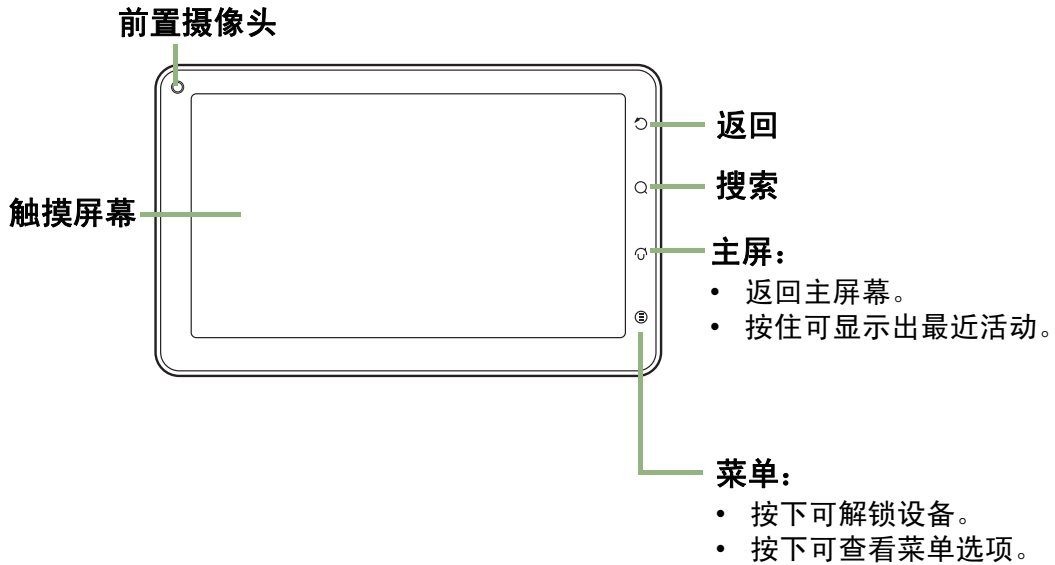 前置摄像头
返回
搜索
触摸屏幕
主屏：
• 返回主屏幕。
• 按住可显示出最近活动。
菜单：
• 按下可解锁设备。
• 按下可查看菜单选项。